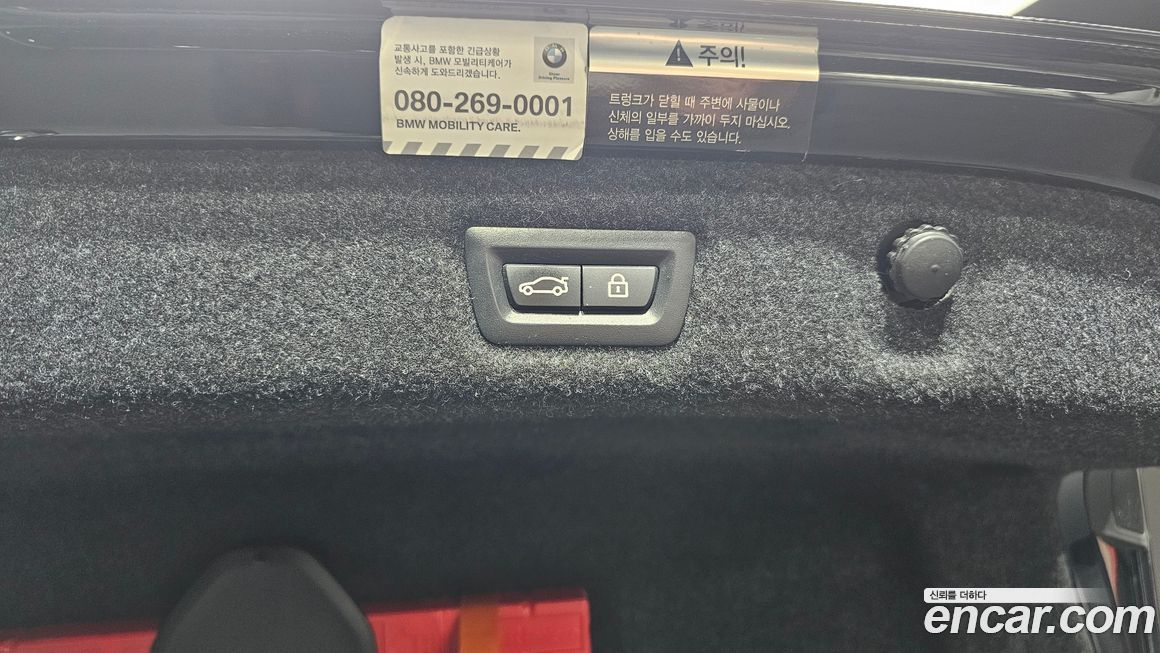 교통사고를 포함한 긴급상황
발생 시, BMW 모빌리티케어가
신속하게 도와드리겠습니다.
080-269-0001
BMW MOBILITY CARE.
Sheer
Driving Pleasure
주의!
트렁크가 닫힐 때 주변에 사물이나
신체의 일부를 가까이 두지 마십시오.
상해를 입을 수도 있습니다.
신뢰를 더하다
encar.com